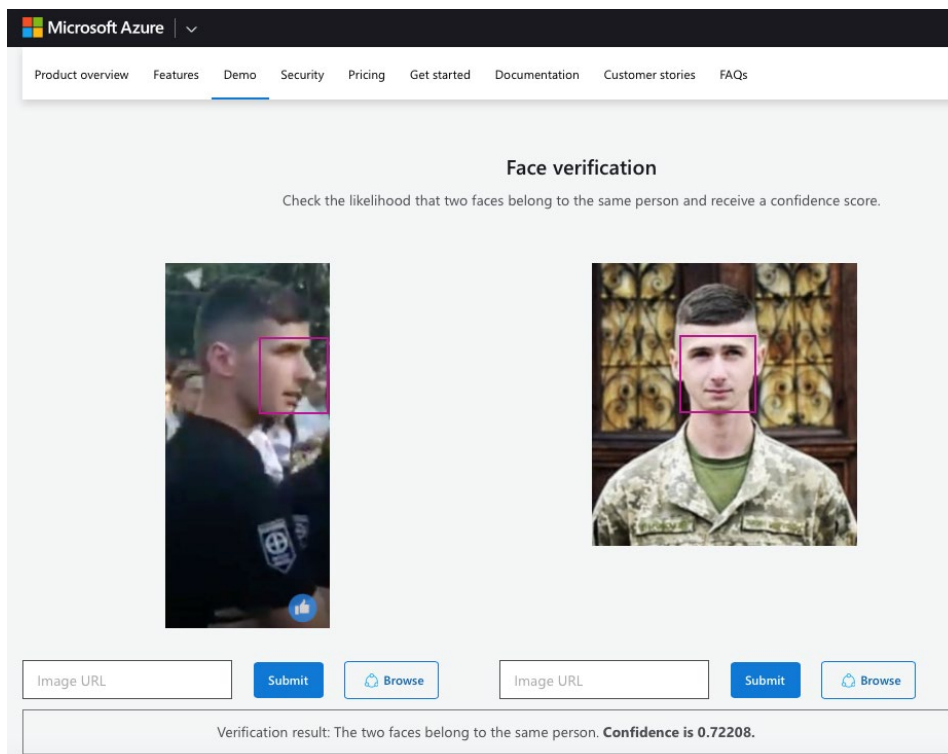 Microsoft Azure
Product overview Features Demo Security Pricing Get started Documentation Customer stories FAQs
Face verification
Check the likelihood that two faces belong to the same person and receive a confidence score.
Image URL Submit Browse Image URL Submit Browse
Verification result: The two faces belong to the same person. Confidence is 0.72208.